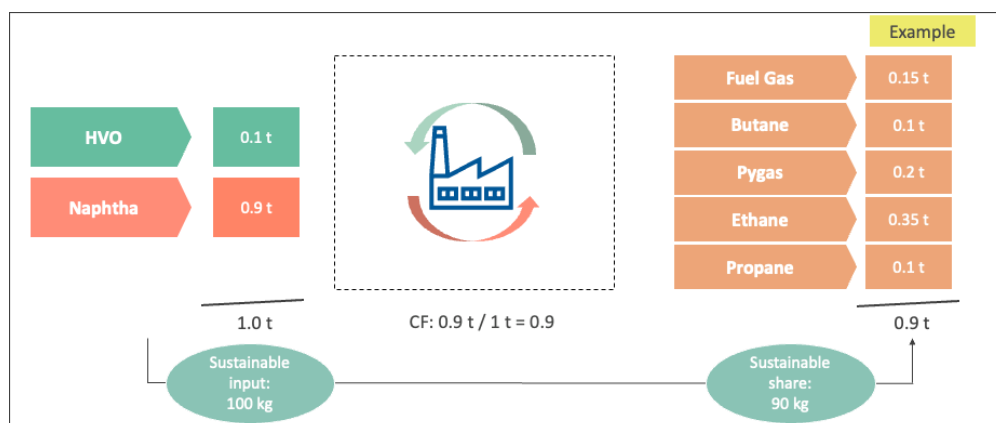 Example
HVO
0.1 t
Naphtha
0.9 t
Fuel Gas
0.15 t
Butane
0.1 t
Pygas
0.2 t
Ethane
0.35 t
Propane
0.1 t
1.0 t
CF: 0.9 t / 1 t = 0.9
0.9 t
Sustainable
input:
100 kg
Sustainable
share:
90 kg